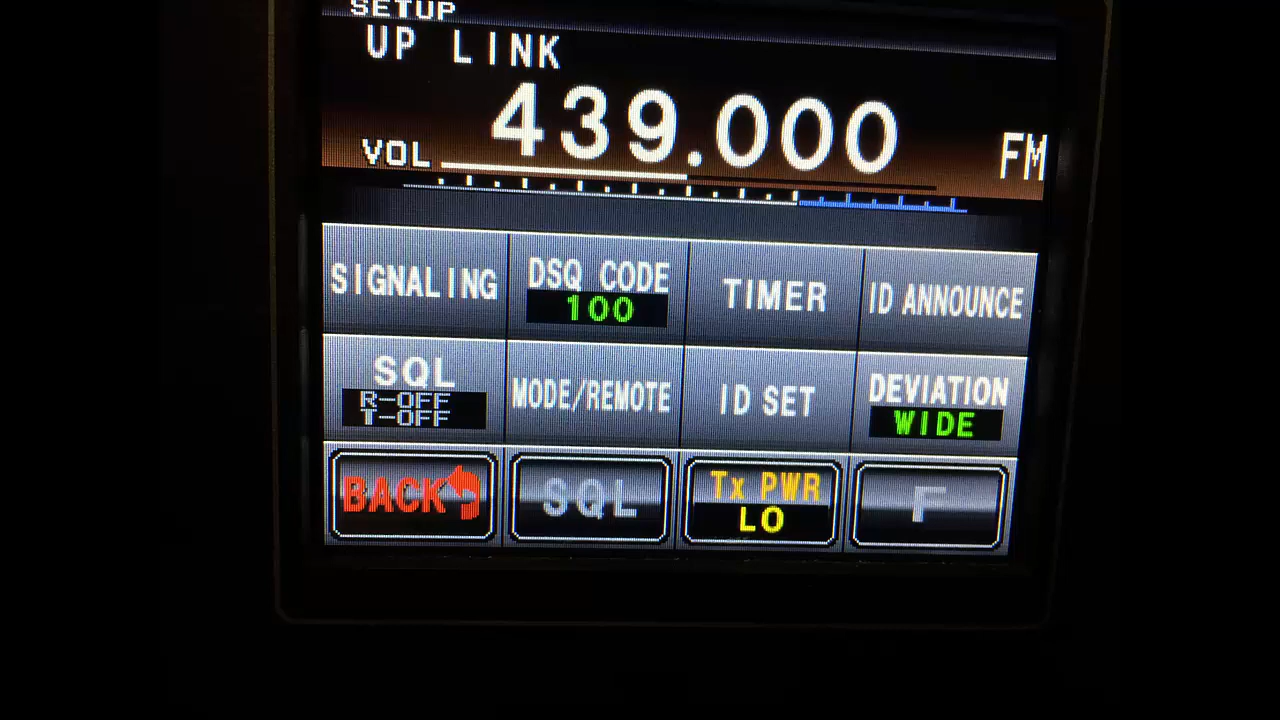 SETUP
UP LINK
439.000
FM
VOL
SIGNALING
DSQ CODE
100
TIMER
ID ANNOUNCE
SQL
R-OFF
T-OFF
MODE/REMOTE
ID SET
DEVIATION
WIDE
BACK
SQL
Tx PWR
LO
F